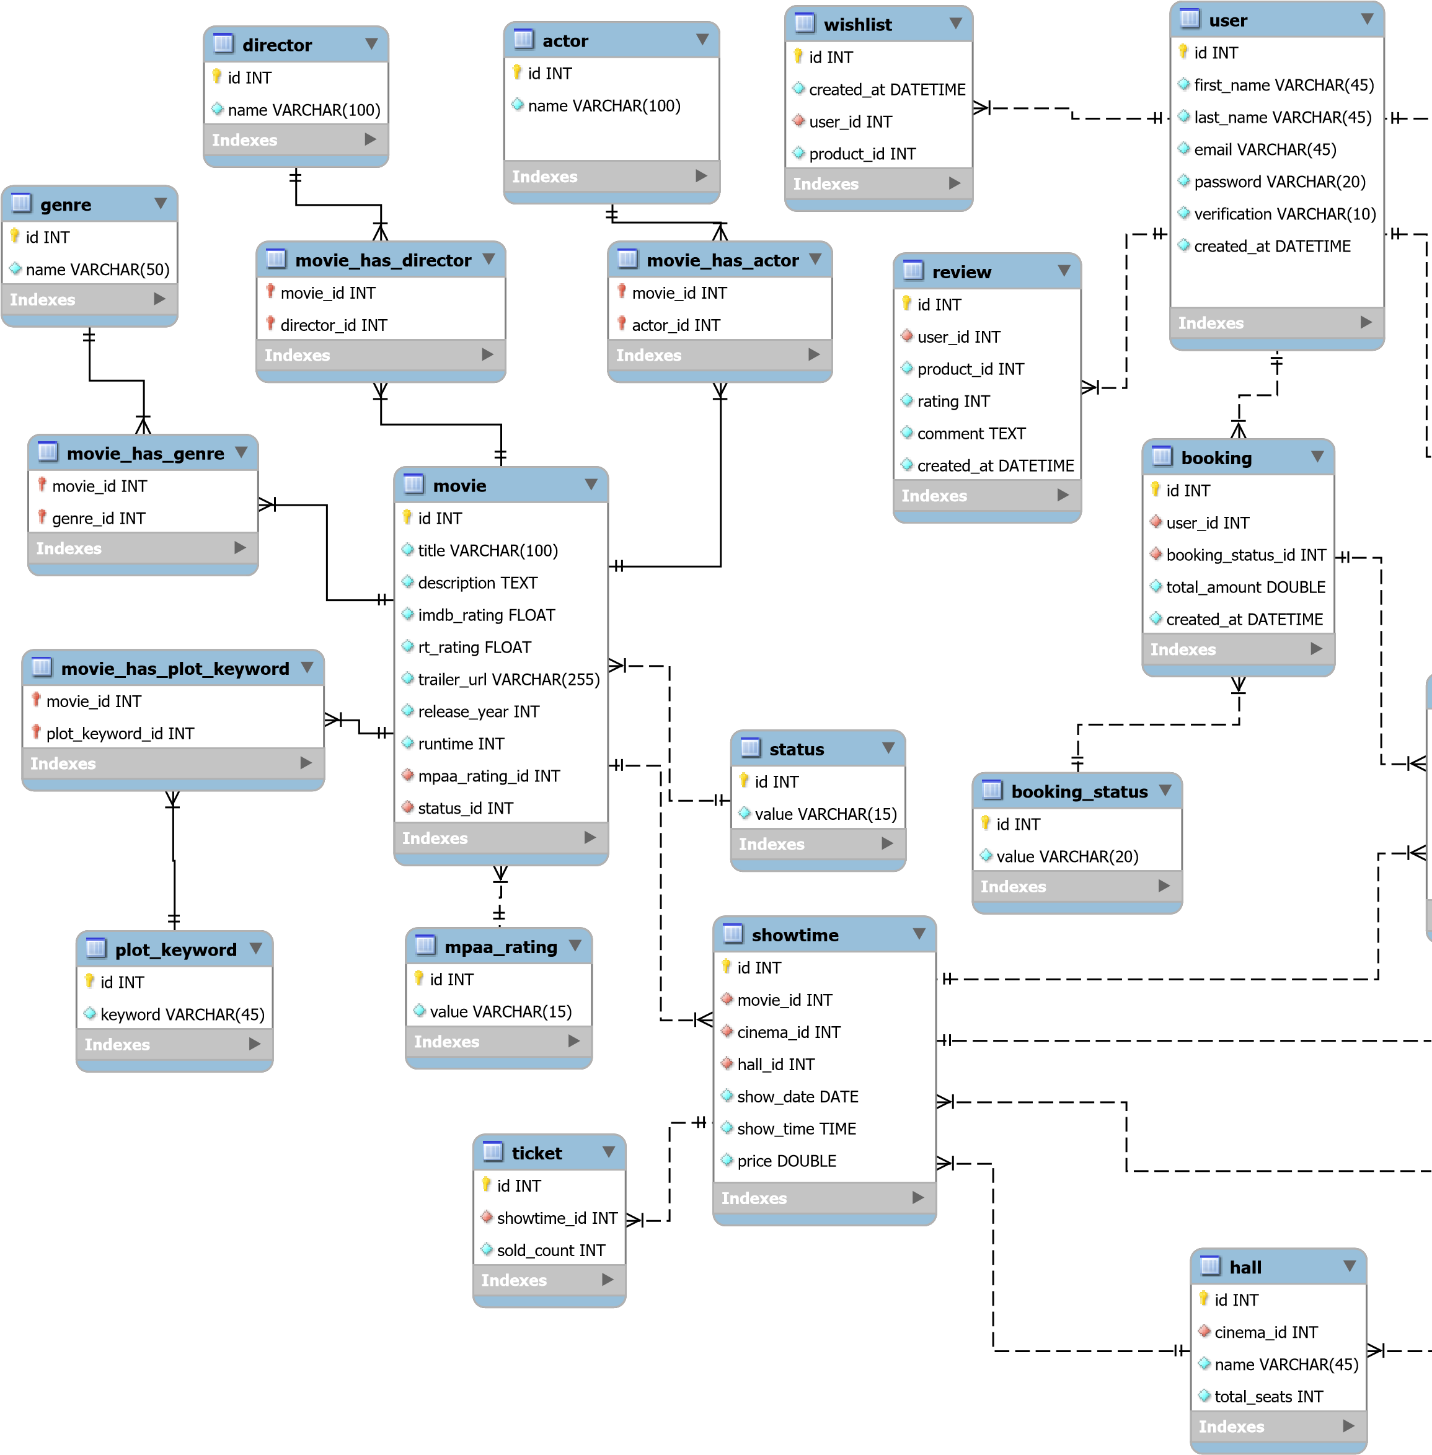 director
id INT
name VARCHAR(100)
Indexes
actor
id INT
name VARCHAR(100)
Indexes
wishlist
id INT
created_at DATETIME
user_id INT
product_id INT
Indexes
user
id INT
first_name VARCHAR(45)
last_name VARCHAR(45)
email VARCHAR(45)
password VARCHAR(20)
verification VARCHAR(10)
created_at DATETIME
Indexes
genre
id INT
name VARCHAR(50)
Indexes
movie_has_director
movie_id INT
director_id INT
Indexes
movie_has_actor
movie_id INT
actor_id INT
Indexes
review
id INT
user_id INT
product_id INT
rating INT
comment TEXT
created_at DATETIME
Indexes
movie_has_genre
movie_id INT
genre_id INT
Indexes
movie
id INT
title VARCHAR(100)
description TEXT
imdb_rating FLOAT
rt_rating FLOAT
trailer_url VARCHAR(255)
release_year INT
runtime INT
mpaa_rating_id INT
status_id INT
Indexes
booking
id INT
user_id INT
booking_status_id INT
total_amount DOUBLE
created_at DATETIME
Indexes
movie_has_plot_keyword
movie_id INT
plot_keyword_id INT
Indexes
status
id INT
value VARCHAR(15)
Indexes
booking_status
id INT
value VARCHAR(20)
Indexes
plot_keyword
id INT
keyword VARCHAR(45)
Indexes
mpaa_rating
id INT
value VARCHAR(15)
Indexes
showtime
id INT
movie_id INT
cinema_id INT
hall_id INT
show_date DATE
show_time TIME
price DOUBLE
Indexes
ticket
id INT
showtime_id INT
sold_count INT
Indexes
hall
id INT
cinema_id INT
name VARCHAR(45)
total_seats INT
Indexes